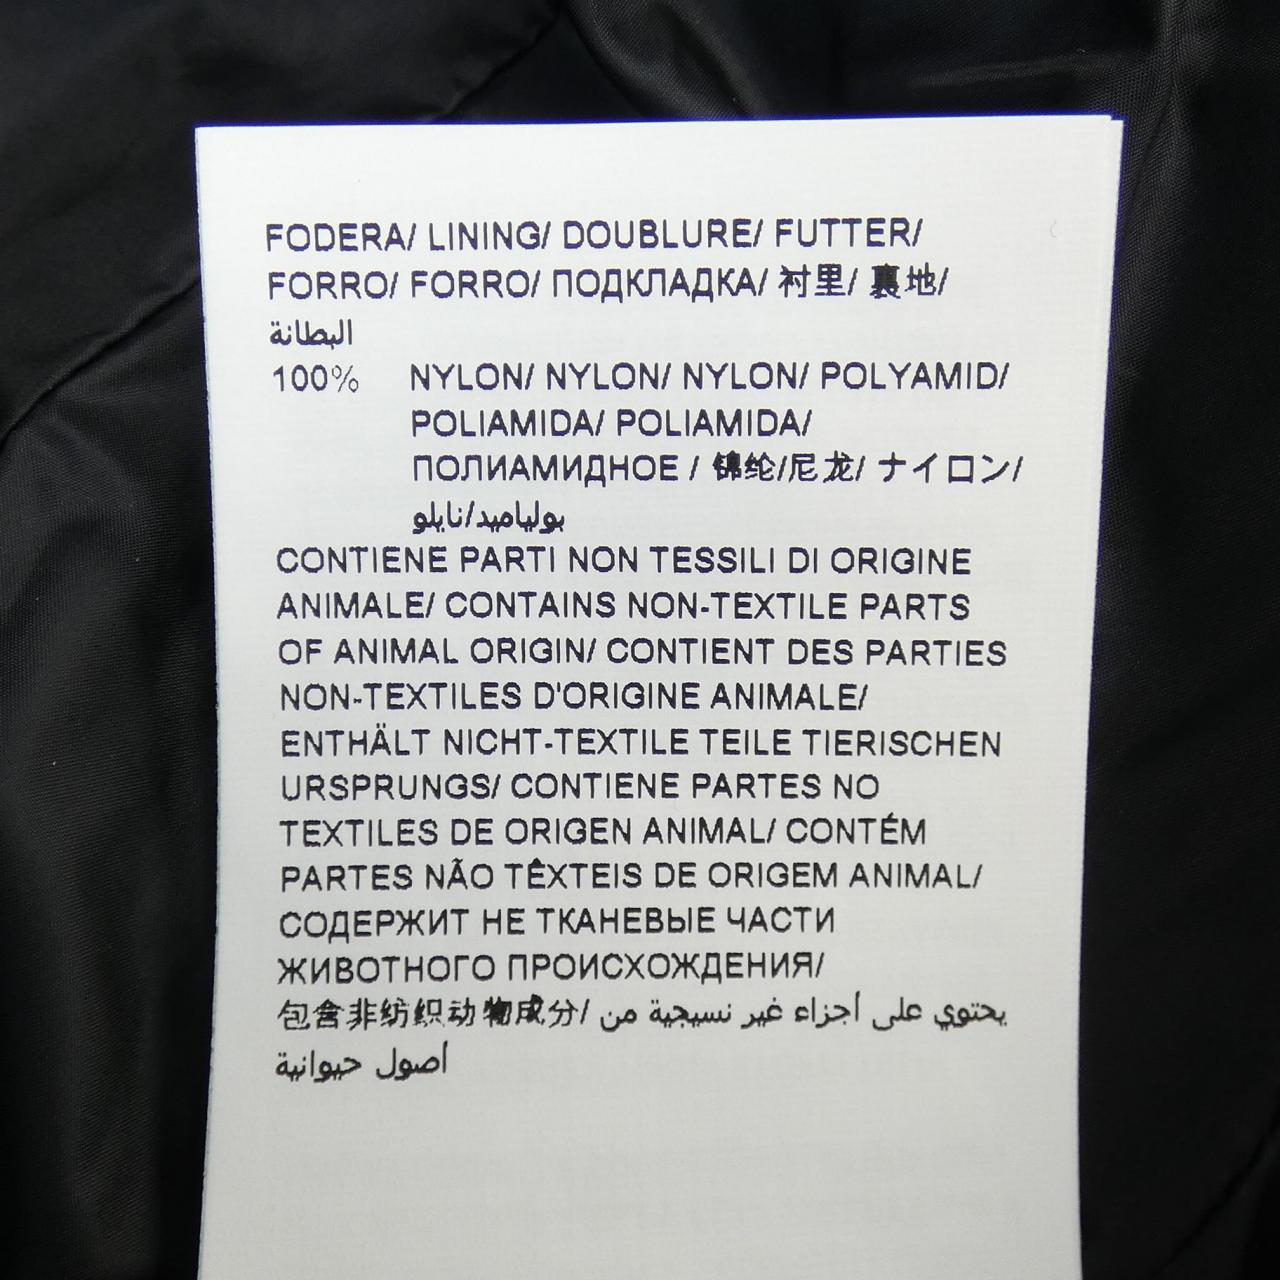 FODERA/ LINING/ DOUBLURE/ FUTTER/
FORRO/ FORRO/ ПОДКЛАДКА/ 衬里/ 裏地/
البطانة
100% NYLON/ NYLON/ NYLON/ POLYAMID/
POLIAMIDA/ POLIAMIDA/
ПОЛИАМИДНОЕ / 锦纶/尼龙/ ナイロン/
بولياميد/نايلو
CONTIENE PARTI NON TESSILI DI ORIGINE
ANIMALE/ CONTAINS NON-TEXTILE PARTS
OF ANIMAL ORIGIN/ CONTIENT DES PARTIES
NON-TEXTILES D'ORIGINE ANIMALE/
ENTHÄLT NICHT-TEXTILE TEILE TIERISCHEN
URSPRUNGS/ CONTIENE PARTES NO
TEXTILES DE ORIGEN ANIMAL/ CONTÉM
PARTES NÃO TÊXTEIS DE ORIGEM ANIMAL/
СОДЕРЖИТ НЕ ТКАНЕВЫЕ ЧАСТИ
ЖИВОТНОГО ПРОИСХОЖДЕНИЯ/
包含非纺织动物成分/ يحتوي على أجزاء غير نسيجية من
أصول حيوانية